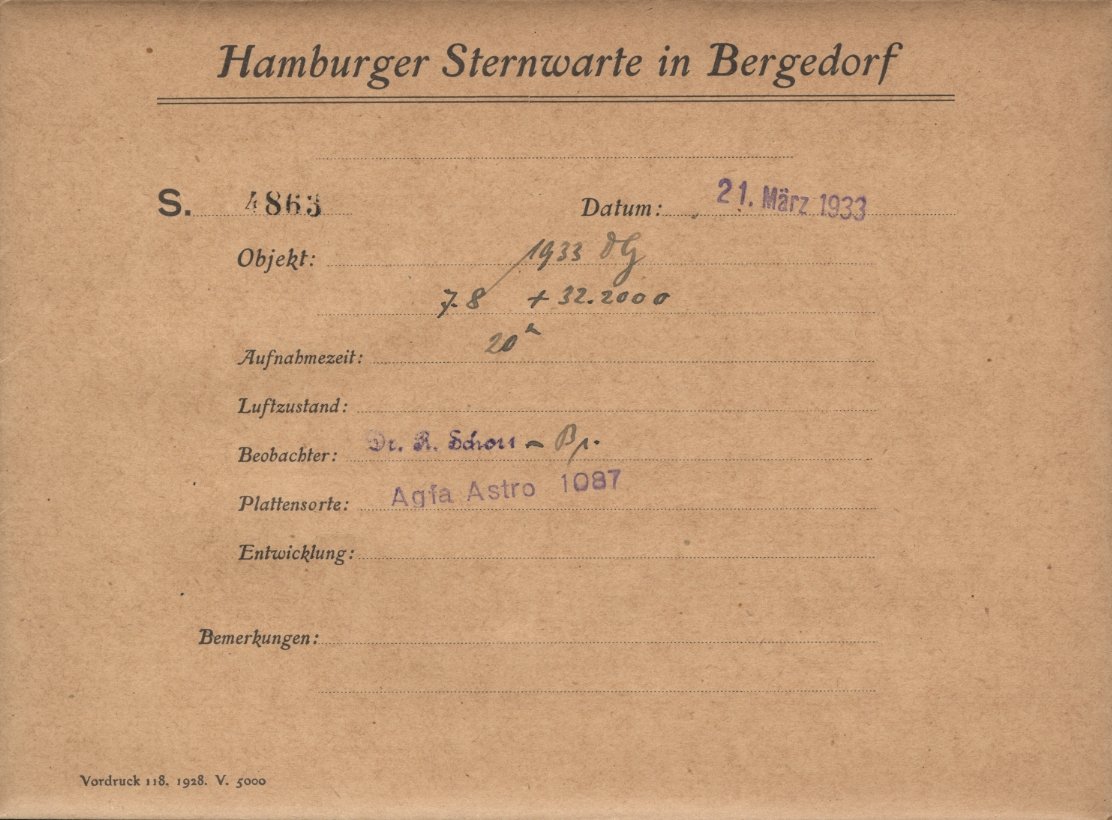 Hamburger Sternwarte in Bergedorf
S. 4863 Datum: 21. März 1933
Objekt: 1933 DG
7.8 + 32.2000
Aufnahmezeit: 20
Luftzustand:
Beobachter: Dr. R. Schorr –
Plattensorte: Agfa Astro 1087
Entwicklung:
Bemerkungen:
Vordruck 118. 1928. V. 5000